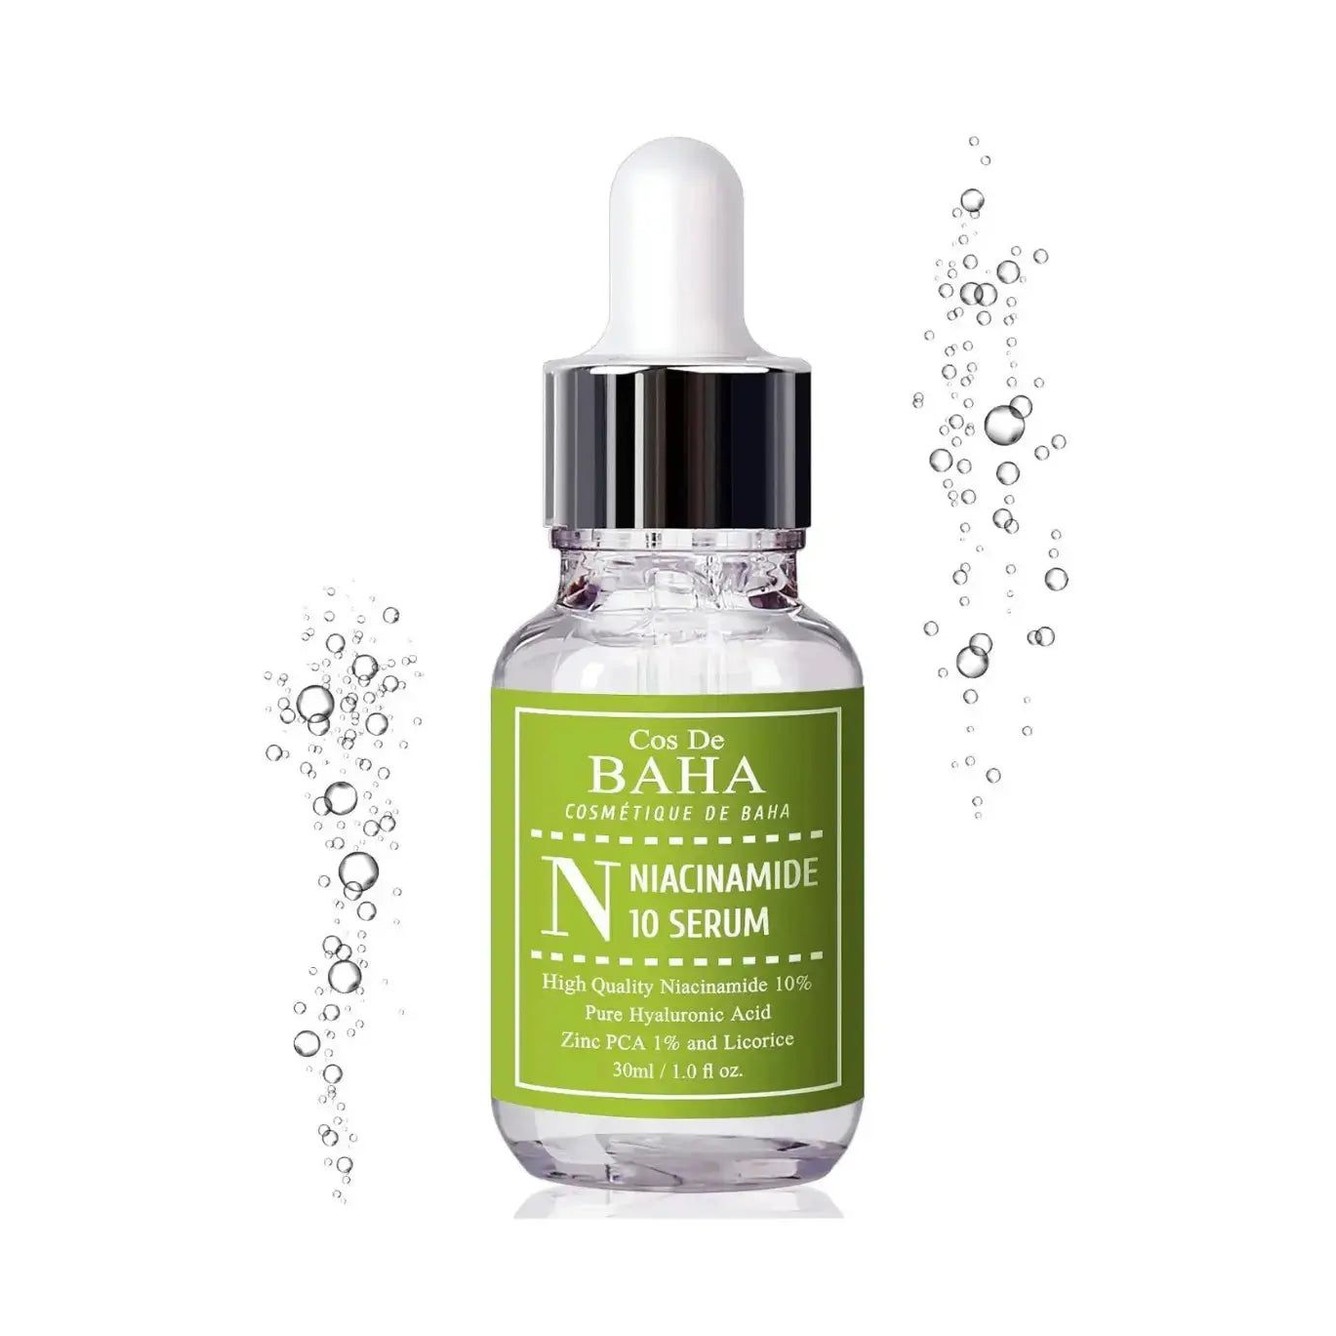 Cos De
BAHA
COSMÉTIQUE DE BAHA
N NIACINAMIDE
10 SERUM
High Quality Niacinamide 10%
Pure Hyaluronic Acid
Zinc PCA 1% and Licorice
30ml / 1.0 fl oz.